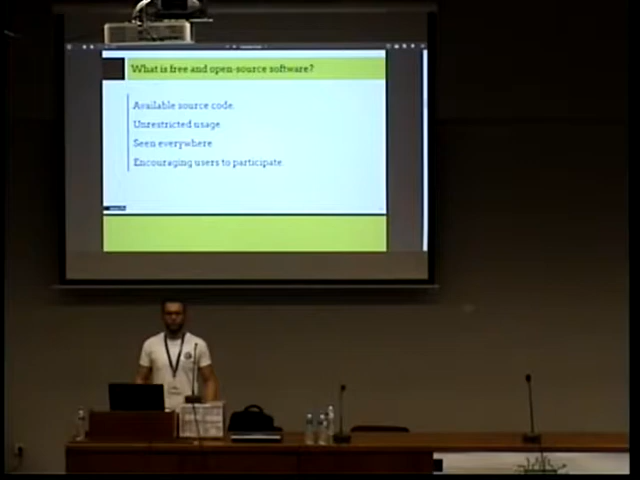 What is free and open-source software?
Available source code
Unrestricted usage
Seen everywhere
Encouraging users to participate